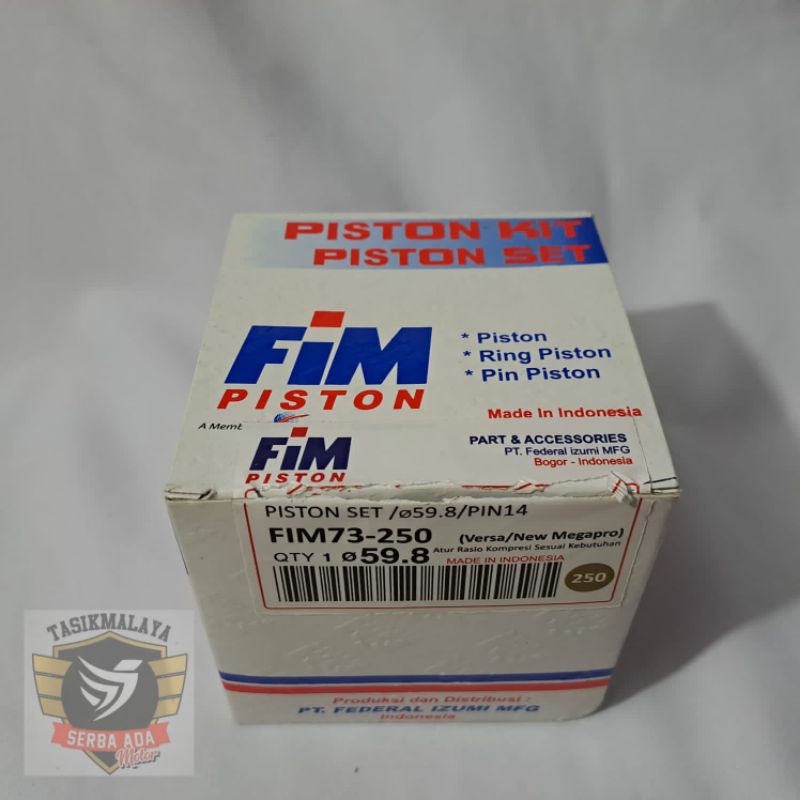 PISTON KIT
PISTON SET
FiM
PISTON
* Piston
* Ring Piston
* Pin Piston
Made In Indonesia
A Memb
FiM
PISTON
PART & ACCESSORIES
PT. Federal izumi MFG
Bogor - Indonesia
PISTON SET /ø59.8/PIN14
FIM73-250 (Versa/New Megapro)
Atur Rasio Kompresi Sesuai Kebutuhan
QTY 1 ø59.8 MADE IN INDONESIA
250
Produksi dan Distribusi :
PT. FEDERAL IZUMI MFG
Indonesia
TASIKMALAYA
SERBA ADA
Motor